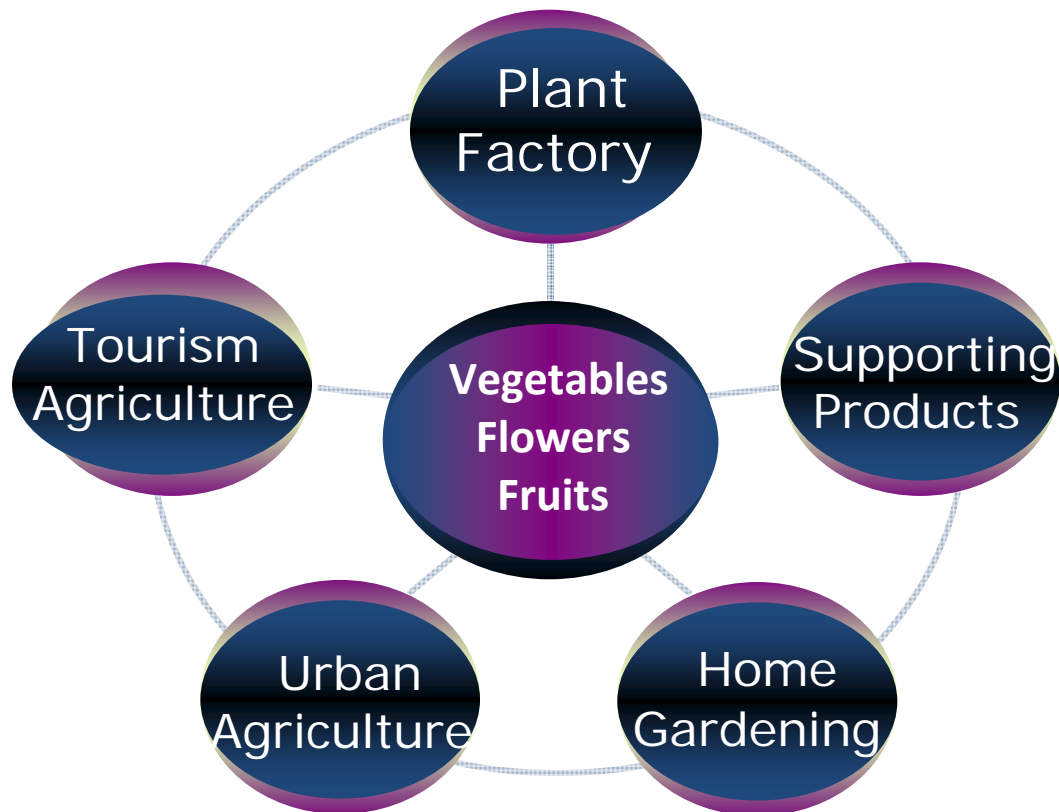 Plant
Factory
Tourism
Agriculture
Vegetables
Flowers
Fruits
Supporting
Products
Urban
Agriculture
Home
Gardening